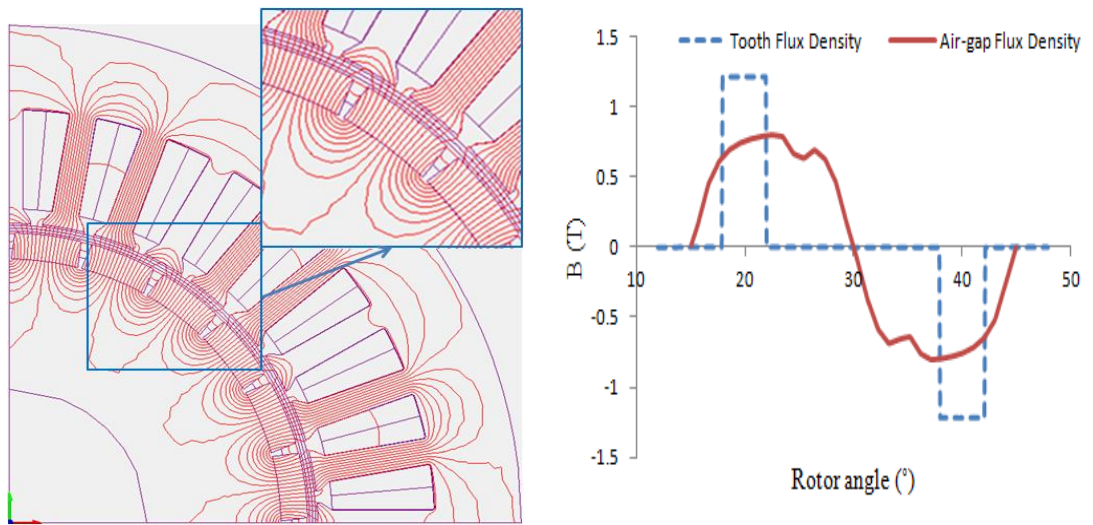 Tooth Flux Density
Air-gap Flux Density
B (T)
1.5
1
0.5
0
-0.5
-1
-1.5
10 20 30 40 50
Rotor angle (°)